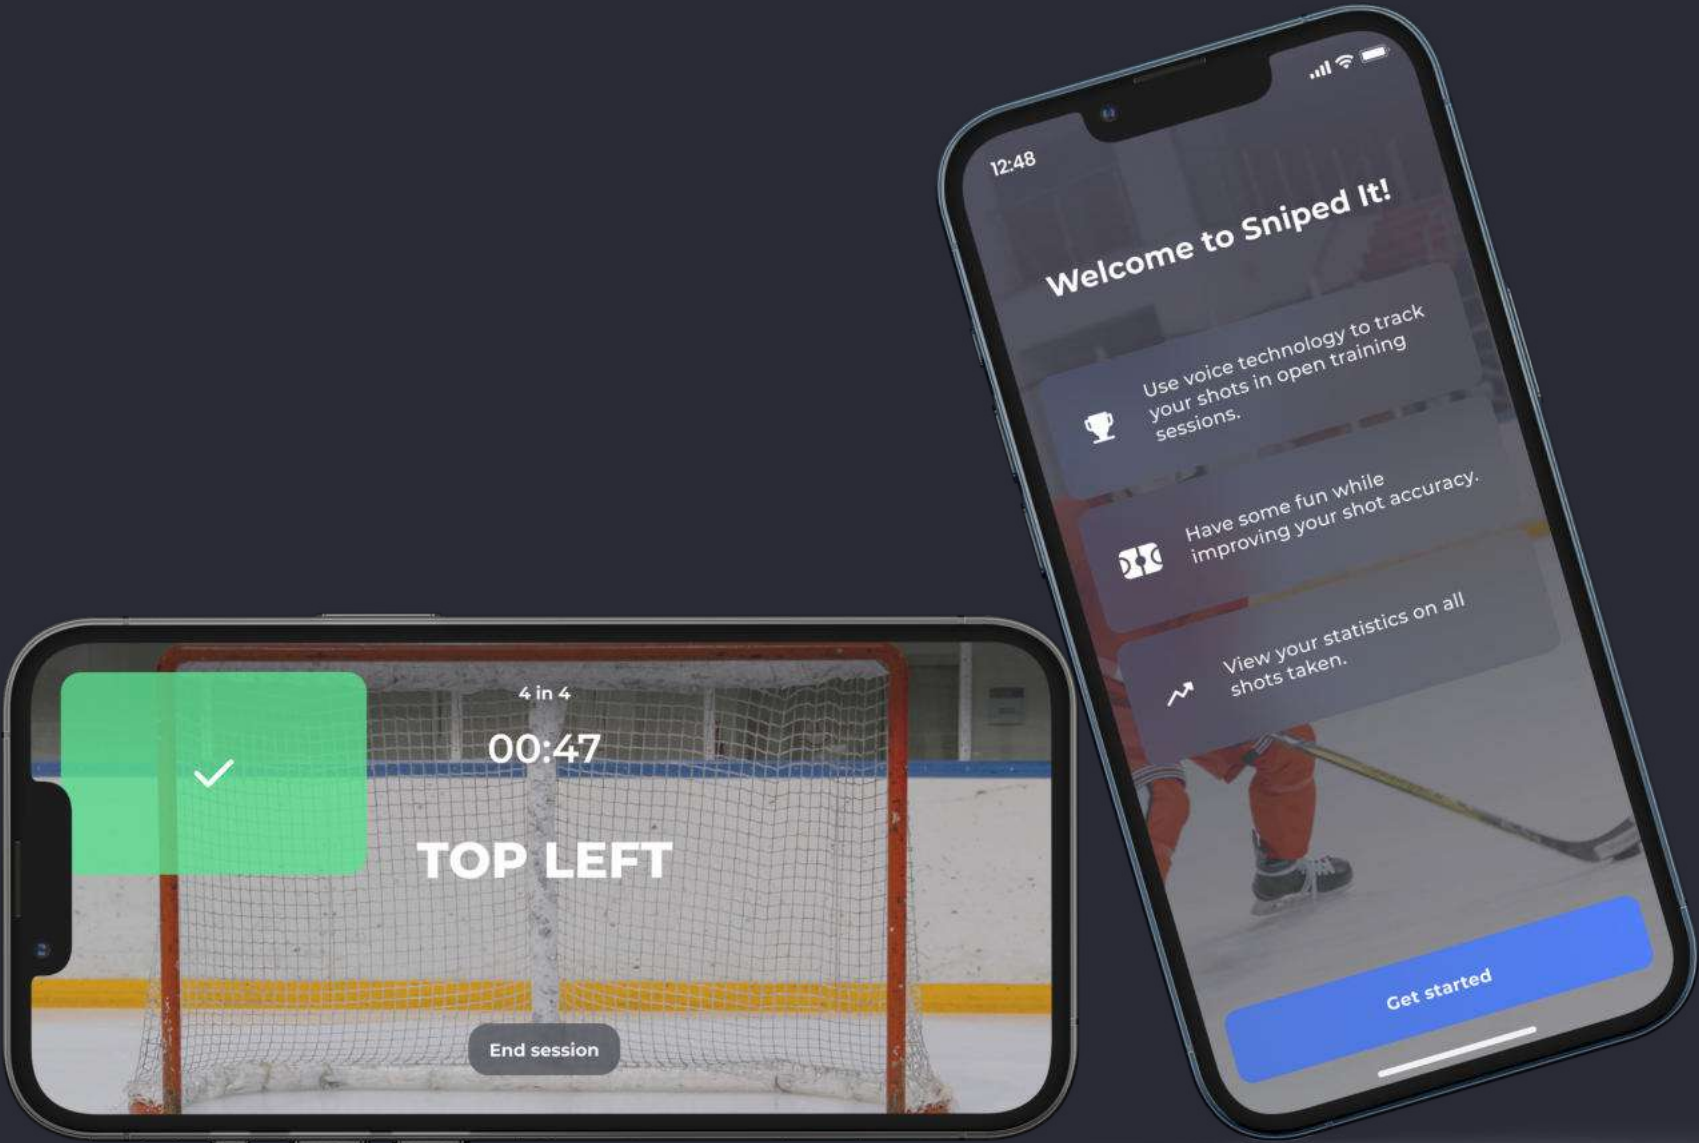 12:48
Welcome to Sniped It!
Use voice technology to track
your shots in open training
sessions.
Have some fun while
improving your shot accuracy.
View your statistics on all
shots taken.
Get started
4 in 4
00:47
TOP LEFT
End session